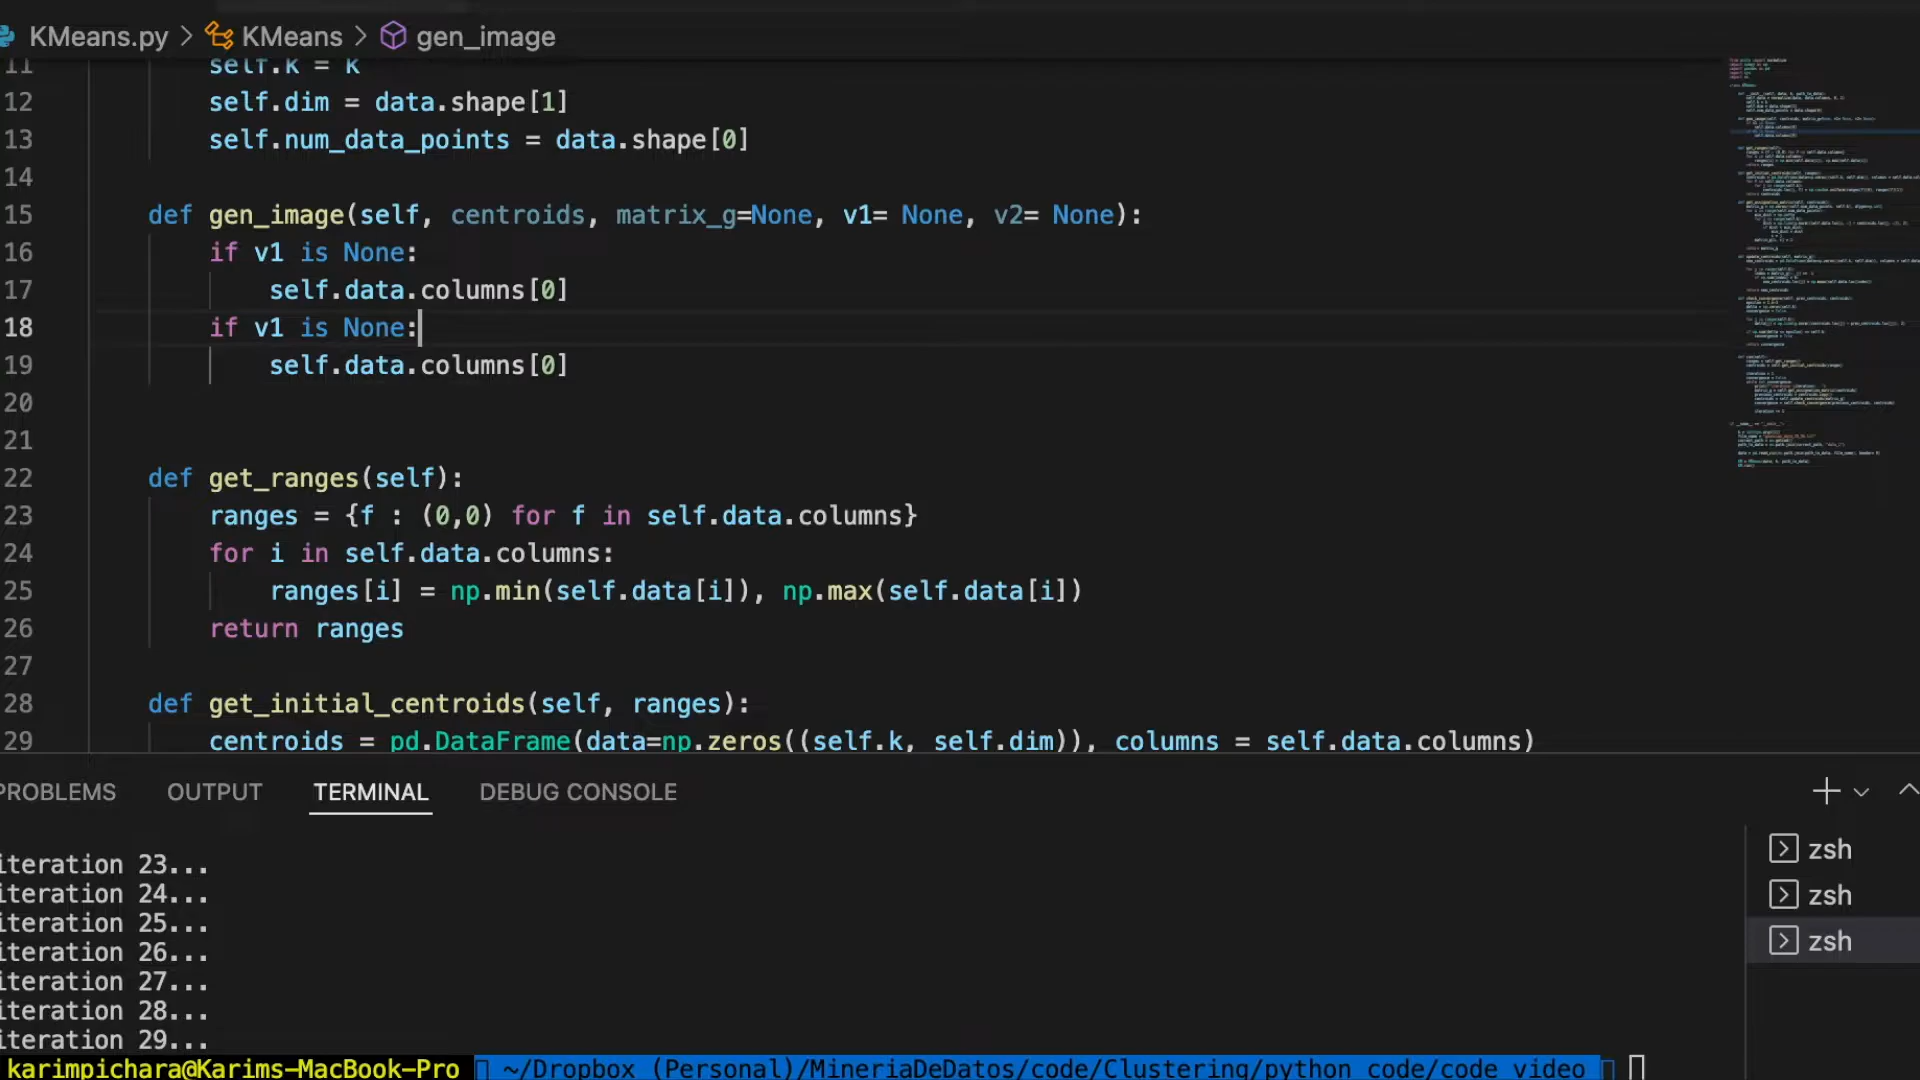 KMeans.py > KMeans > gen_image
11 self.k = k
12 self.dim = data.shape[1]
13 self.num_data_points = data.shape[0]
14
15 def gen_image(self, centroids, matrix_g=None, v1= None, v2= None):
16 if v1 is None:
17 self.data.columns[0]
18 if v1 is None:
19 self.data.columns[0]
20
21
22 def get_ranges(self):
23 ranges = {f : (0,0) for f in self.data.columns}
24 for i in self.data.columns:
25 ranges[i] = np.min(self.data[i]), np.max(self.data[i])
26 return ranges
27
28 def get_initial_centroids(self, ranges):
29 centroids = pd.DataFrame(data=np.zeros((self.k, self.dim)), columns = self.data.columns)
PROBLEMS OUTPUT TERMINAL DEBUG CONSOLE
iteration 23...
iteration 24...
iteration 25...
iteration 26...
iteration 27...
iteration 28...
iteration 29...
karimpichara@Karims-MacBook-Pro ~/Dropbox (Personal)/MineriaDeDatos/code/Clustering/python_code/code_video
zsh
zsh
zsh